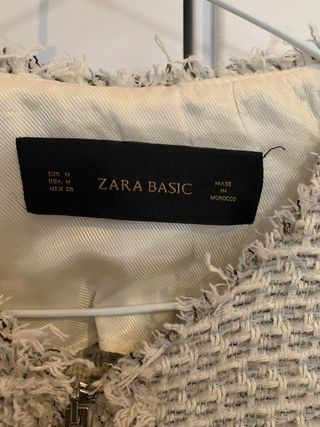 EUR M
USA M
MEX 28
ZARA BASIC
MADE
IN
MOROCCO